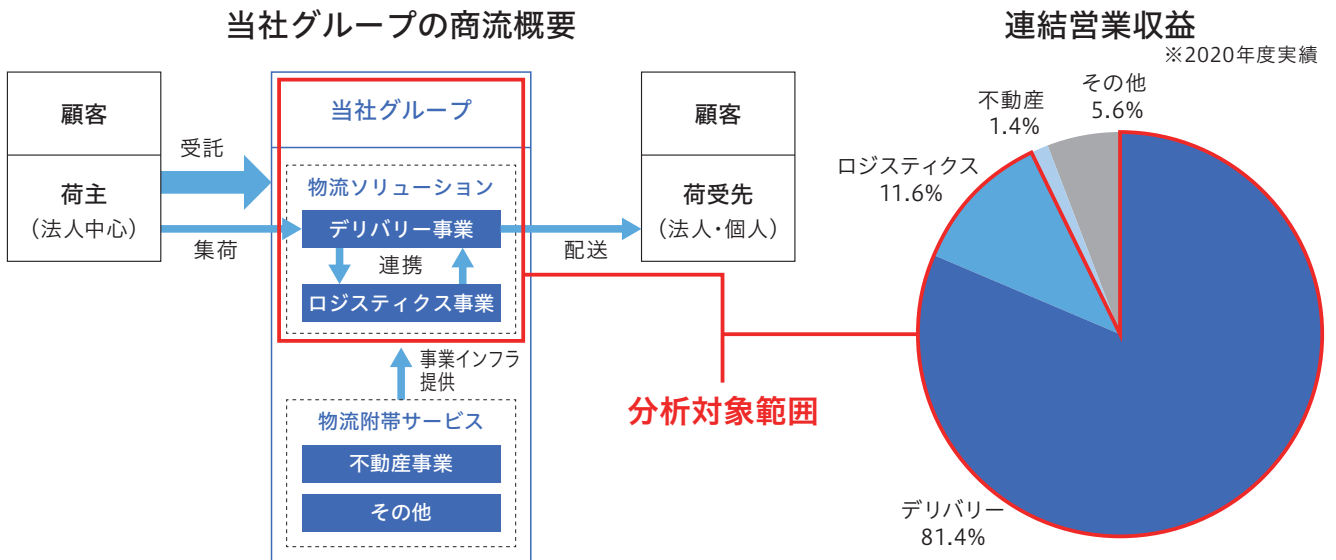 当社グループの商流概要
顧客
荷主
（法人中心）
受託
集荷
当社グループ
物流ソリューション
デリバリー事業
連携
ロジスティクス事業
事業インフラ
提供
物流附帯サービス
不動産事業
その他
配送
顧客
荷受先
（法人・個人）
分析対象範囲
連結営業収益
※2020年度実績
その他
5.6%
不動産
1.4%
ロジスティクス
11.6%
デリバリー
81.4%